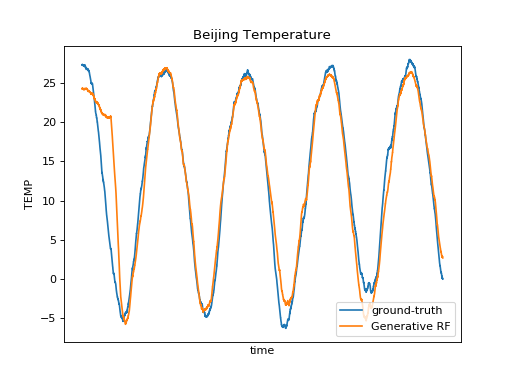 Beijing Temperature
TEMP
25
20
15
10
5
0
−5
time
ground-truth
Generative RF